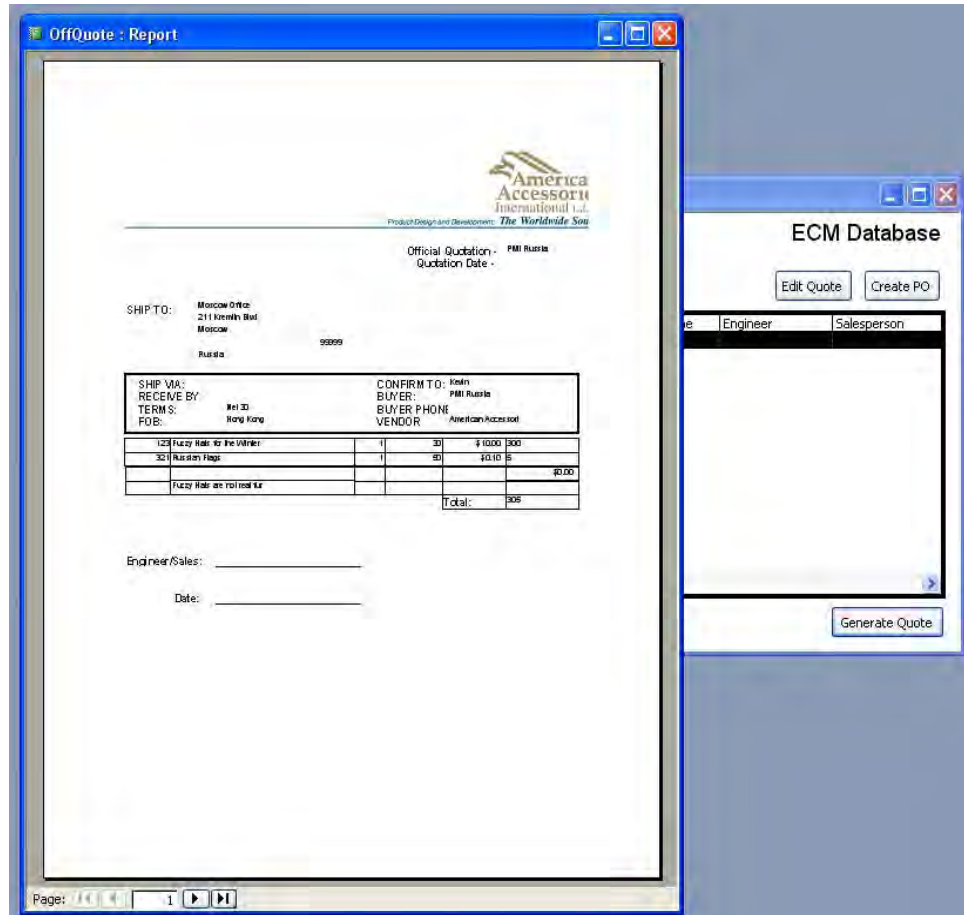 OffQuote : Report
America
Accessorie
International L.L.
Product Design and Development: The Worldwide Sou
Official Quotation - PMI Russia
Quotation Date -
SHIP TO: Moscow Office
211 Kremlin Blvd
Moscow
99999
Russia
SHIP VIA: CONFIRM TO: Kevin
RECEIVE BY BUYER: PMI Russia
TERMS: Net 30 BUYER PHONE
FOB: Hong Kong VENDOR American Accessori
123 Fuzzy Hats for the Winter 1 30 $10.00 300
321 Russian Flags 1 50 $0.10 5
$0.00
Fuzzy Hats are not real fur
Total: 305
Engineer/Sales:
Date:
Page: 1
ECM Database
Edit Quote Create PO
e Engineer Salesperson
Generate Quote